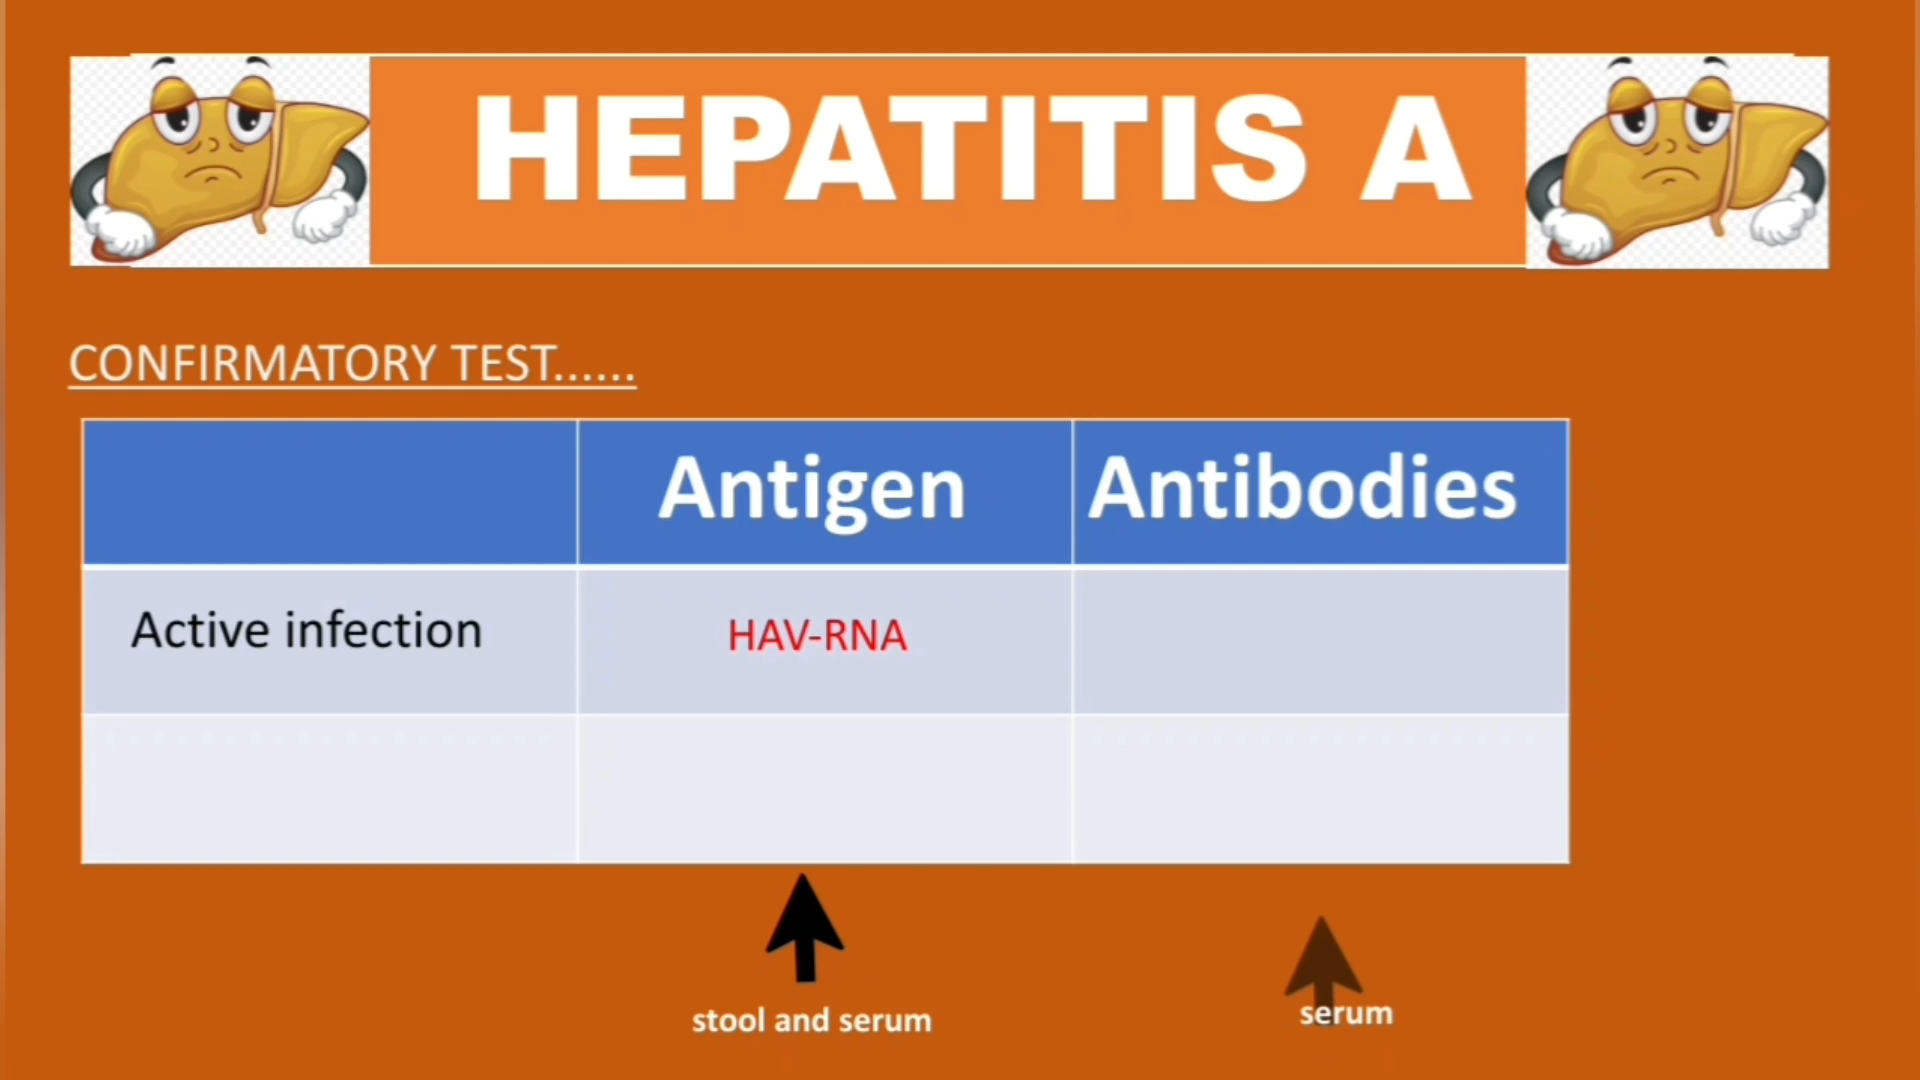 HEPATITIS A
CONFIRMATORY TEST......
Antigen Antibodies
Active infection HAV-RNA
stool and serum serum